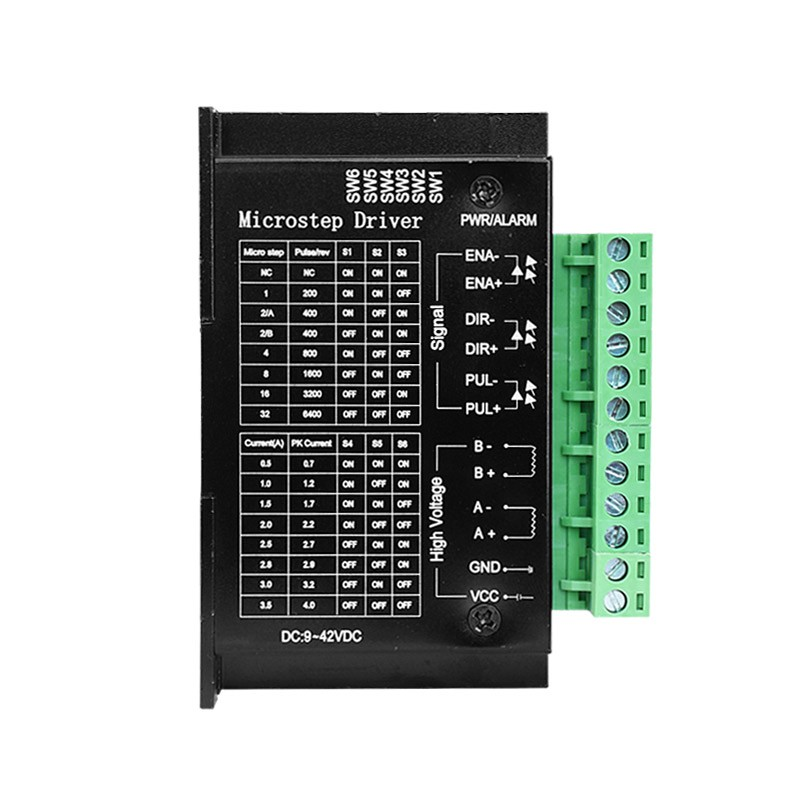 SW6
SW5
SW4
SW3
SW2
SW1
Microstep Driver
PWR/ALARM
Micro step Pulse/rev S1 S2 S3
NC NC ON ON ON
1 200 ON ON OFF
2/A 400 ON OFF ON
2/B 400 OFF ON ON
4 800 ON OFF OFF
8 1600 OFF ON OFF
16 3200 OFF OFF ON
32 6400 OFF OFF OFF
Current(A) PK Current S4 S5 S6
0.5 0.7 ON ON ON
1.0 1.2 ON OFF ON
1.5 1.7 ON ON OFF
2.0 2.2 ON OFF OFF
2.5 2.7 OFF ON ON
2.8 2.9 OFF OFF ON
3.0 3.2 OFF ON OFF
3.5 4.0 OFF OFF OFF
DC:9~42VDC
Signal
ENA-
ENA+
DIR-
DIR+
PUL-
PUL+
High Voltage
B-
B+
A-
A+
GND
VCC